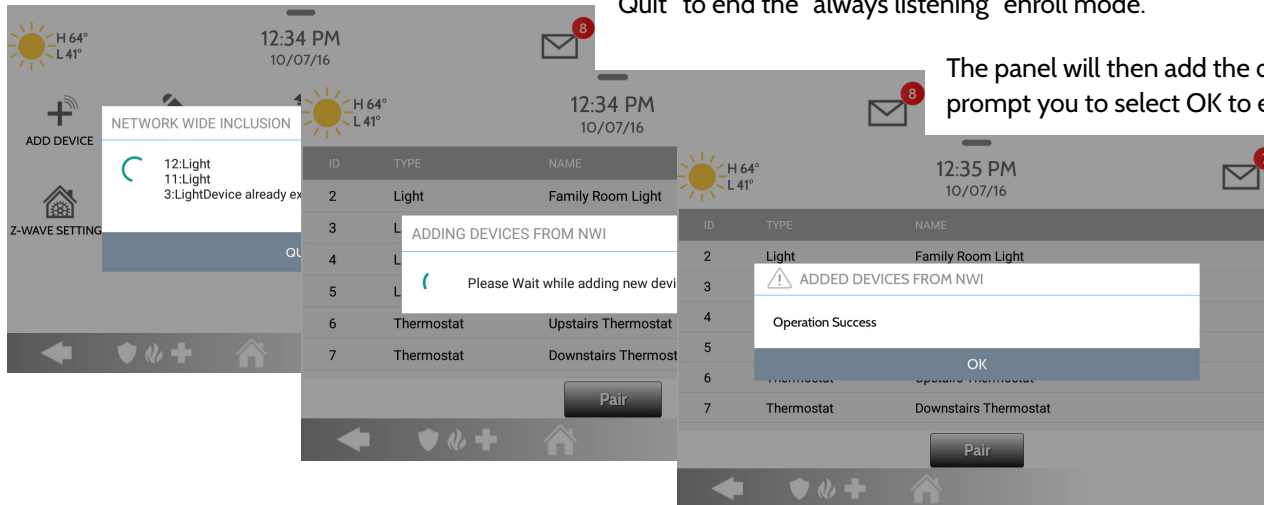 Quit" to end the "always listening" enroll mode.
The panel will then add the
prompt you to select OK to
H 64°
L 41°
12:34 PM
10/07/16
8
ADD DEVICE
Z-WAVE SETTING
NETWORK WIDE INCLUSION
12:Light
11:Light
3:LightDevice already ex
QU
H 64°
L 41°
12:34 PM
10/07/16
8
ID TYPE NAME
2 Light Family Room Light
3 L
4 L
5 L
6 Thermostat Upstairs Thermostat
7 Thermostat Downstairs Thermost
ADDING DEVICES FROM NWI
Please Wait while adding new devi
Pair
H 64°
L 41°
12:35 PM
10/07/16
ID TYPE NAME
2 Light Family Room Light
3
4
5
6 Thermostat Upstairs Thermostat
7 Thermostat Downstairs Thermostat
ADDED DEVICES FROM NWI
Operation Success
OK
Pair